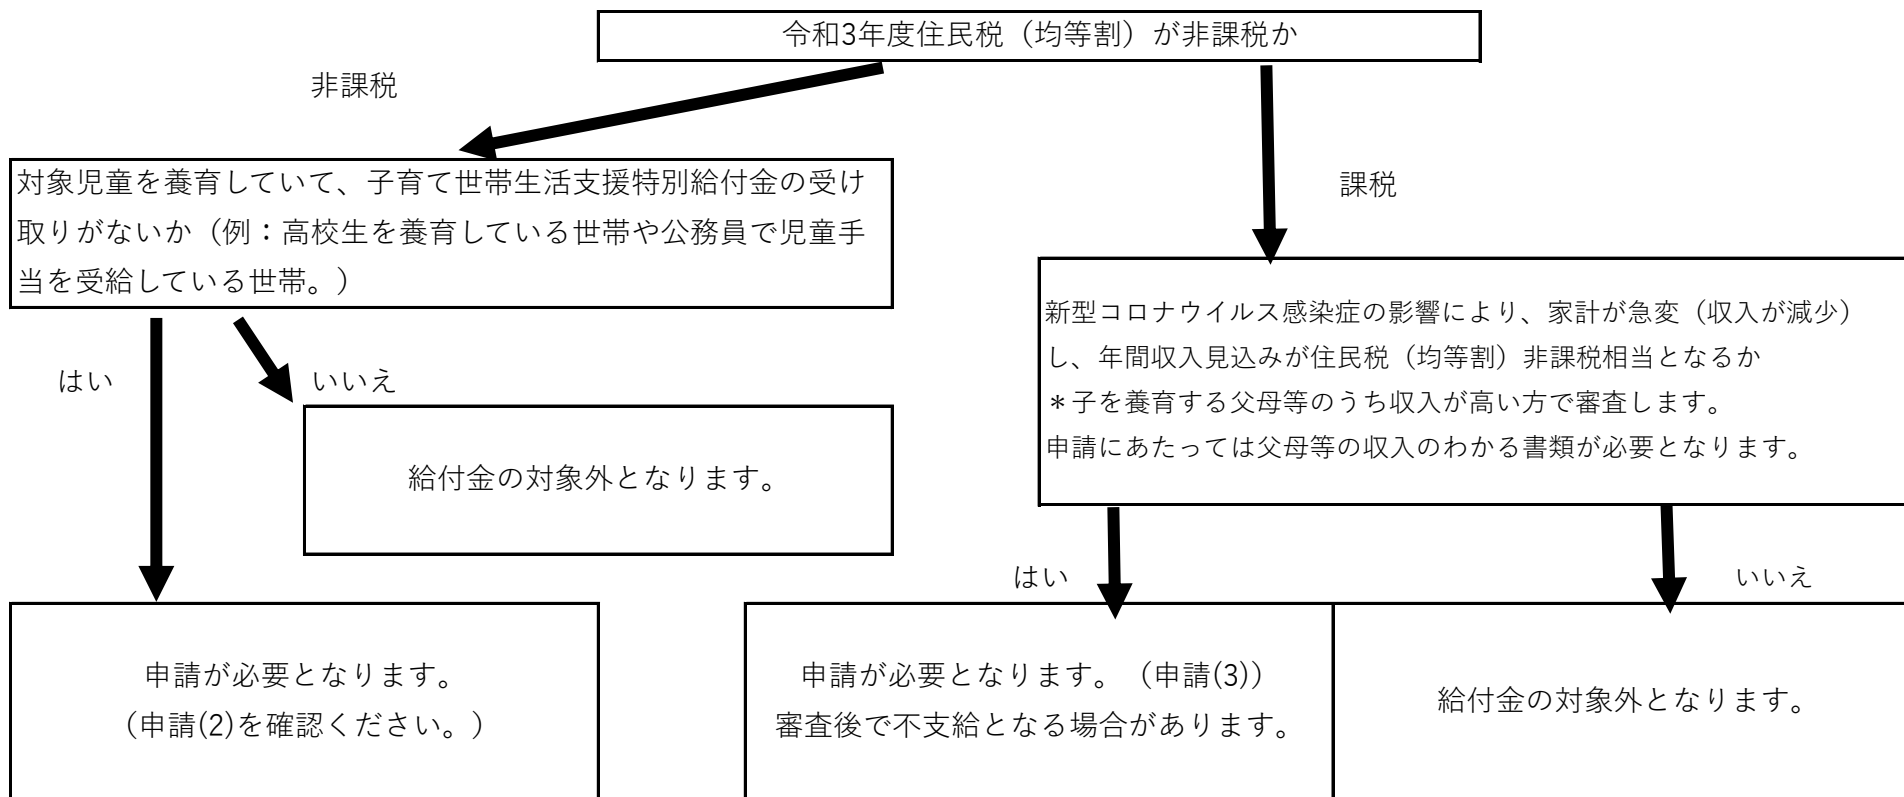 令和3年度住民税（均等割）が非課税か
非課税
対象児童を養育していて、子育て世帯生活支援特別給付金の受け
取りがないか（例：高校生を養育している世帯や公務員で児童手
当を受給している世帯。）
課税
新型コロナウイルス感染症の影響により、家計が急変（収入が減少）
し、年間収入見込みが住民税（均等割）非課税相当となるか
＊子を養育する父母等のうち収入が高い方で審査します。
申請にあたっては父母等の収入のわかる書類が必要となります。
はい
いいえ
給付金の対象外となります。
はい
いいえ
申請が必要となります。
（申請(2)を確認ください。）
申請が必要となります。（申請(3)）
審査後で不支給となる場合があります。
給付金の対象外となります。